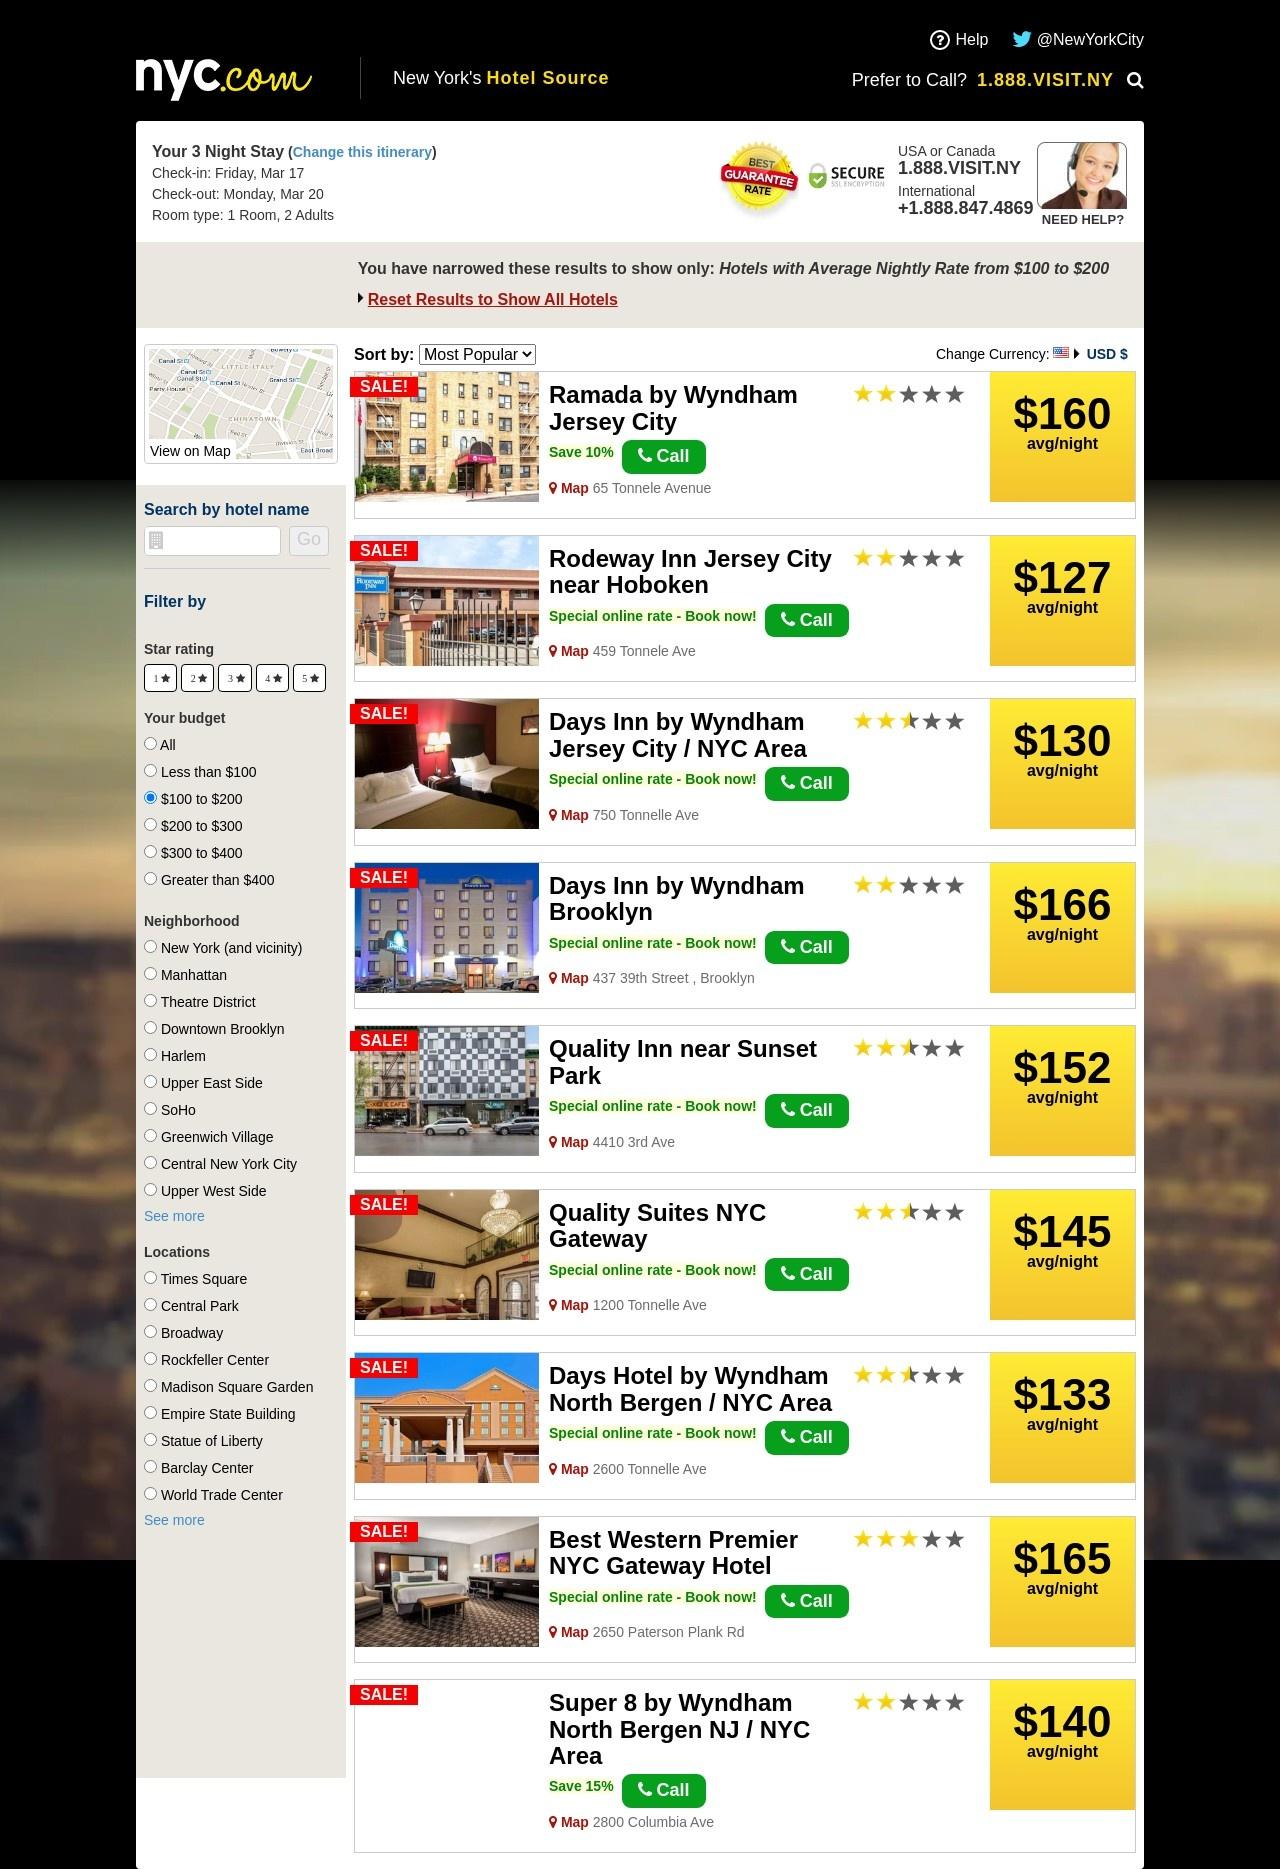 Help @NewYorkCity
nyc.com New York's Hotel Source Prefer to Call? 1.888.VISIT.NY
Your 3 Night Stay (Change this itinerary)
Check-in: Friday, Mar 17
Check-out: Monday, Mar 20
Room type: 1 Room, 2 Adults
BEST
GUARANTEE
RATE
SECURE
SSL ENCRYPTION
USA or Canada
1.888.VISIT.NY
International
+1.888.847.4869
NEED HELP?
You have narrowed these results to show only: Hotels with Average Nightly Rate from $100 to $200
Reset Results to Show All Hotels
Canal St
LITTLE ITALY
Grand St
CHINATOWN
View on Map
Search by hotel name
Go
Filter by
Star rating
1 2 3 4 5
Your budget
All
Less than $100
$100 to $200
$200 to $300
$300 to $400
Greater than $400
Neighborhood
New York (and vicinity)
Manhattan
Theatre District
Downtown Brooklyn
Harlem
Upper East Side
SoHo
Greenwich Village
Central New York City
Upper West Side
See more
Locations
Times Square
Central Park
Broadway
Rockfeller Center
Madison Square Garden
Empire State Building
Statue of Liberty
Barclay Center
World Trade Center
See more
Sort by: Most Popular
Change Currency: USD $
SALE!
Ramada by Wyndham
Jersey City
Save 10% Call
Map 65 Tonnele Avenue
$160
avg/night
SALE!
RODEWAY
INN
Rodeway Inn Jersey City
near Hoboken
Special online rate - Book now! Call
Map 459 Tonnele Ave
$127
avg/night
SALE!
Days Inn by Wyndham
Jersey City / NYC Area
Special online rate - Book now! Call
Map 750 Tonnelle Ave
$130
avg/night
SALE!
Days Inn by Wyndham
Brooklyn
Special online rate - Book now! Call
Map 437 39th Street , Brooklyn
$166
avg/night
SALE!
Quality Inn near Sunset
Park
Special online rate - Book now! Call
Map 4410 3rd Ave
$152
avg/night
SALE!
Quality Suites NYC
Gateway
Special online rate - Book now! Call
Map 1200 Tonnelle Ave
$145
avg/night
SALE!
Days Hotel by Wyndham
North Bergen / NYC Area
Special online rate - Book now! Call
Map 2600 Tonnelle Ave
$133
avg/night
SALE!
Best Western Premier
NYC Gateway Hotel
Special online rate - Book now! Call
Map 2650 Paterson Plank Rd
$165
avg/night
SALE!
Super 8 by Wyndham
North Bergen NJ / NYC
Area
Save 15% Call
Map 2800 Columbia Ave
$140
avg/night